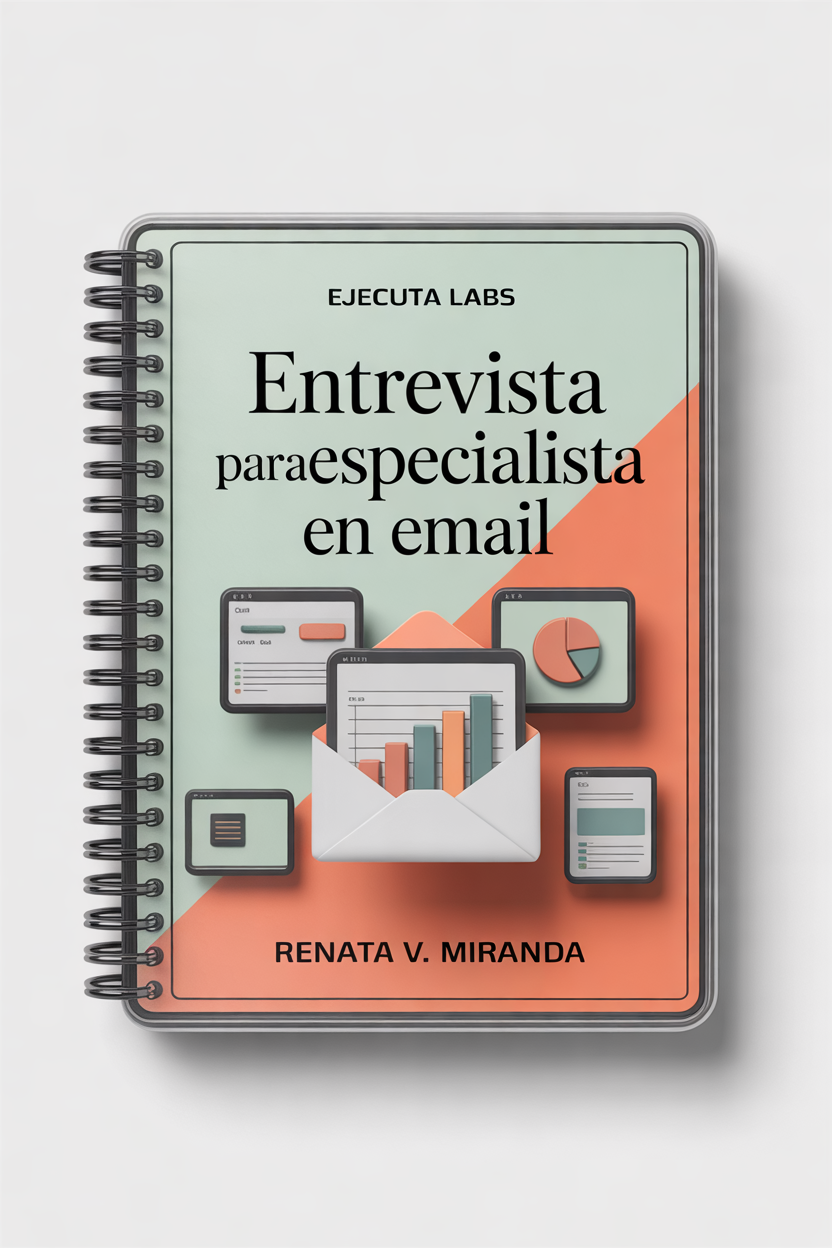 EJECUTA LABS
Entrevista
paraespecialista
en email
RENATA V. MIRANDA